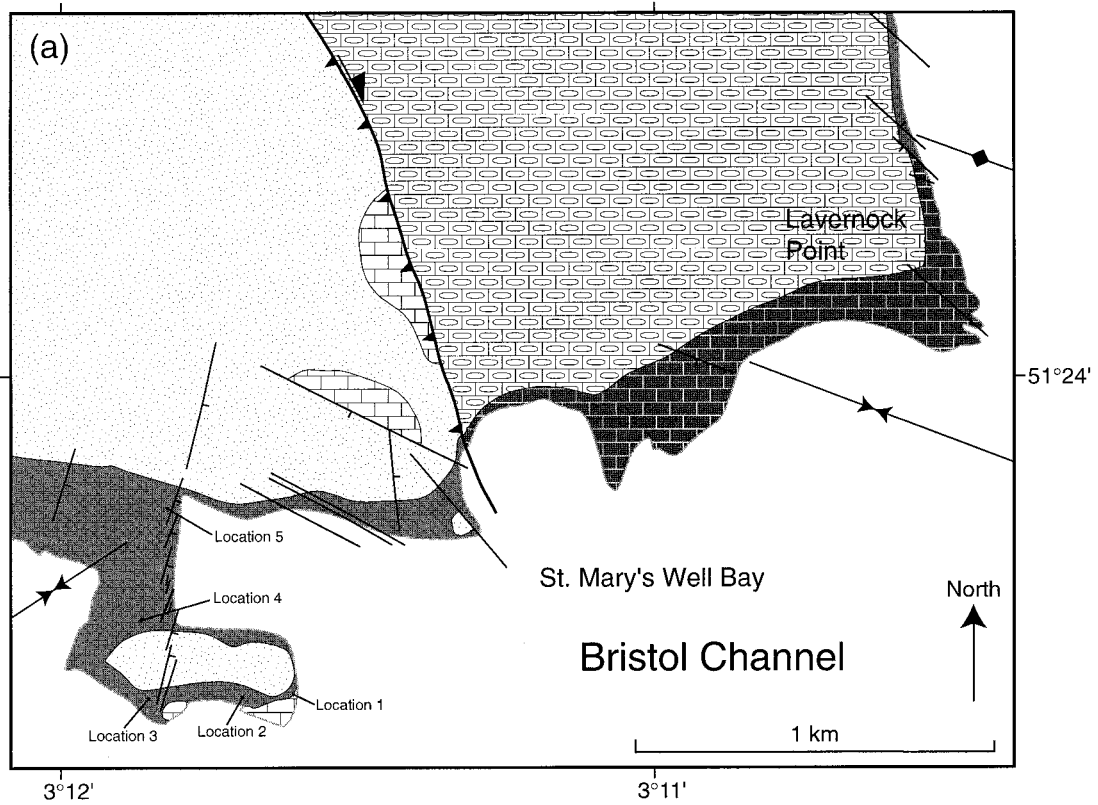 (a)
Lavernock
Point
51°24'
Location 5
St. Mary's Well Bay
North
Location 4
Bristol Channel
Location 1
Location 2
Location 3
1 km
3°12'
3°11'